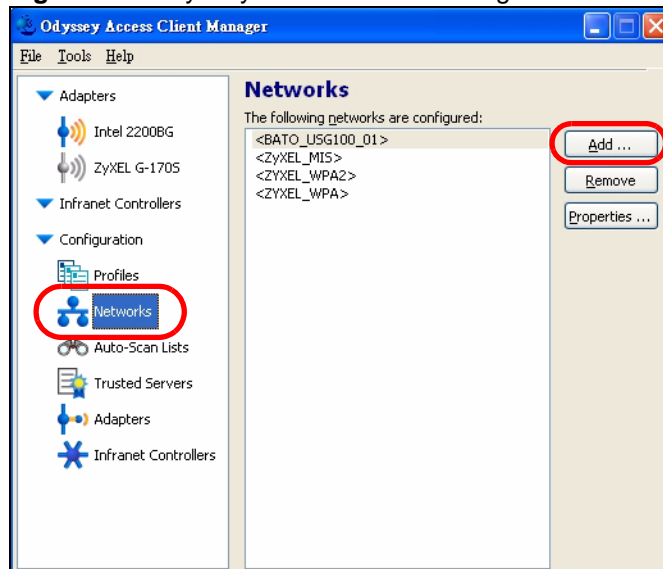 Odyssey Access Client Manager
File Tools Help
Adapters
Intel 2200BG
ZyXEL G-170S
Infranet Controllers
Configuration
Profiles
Networks
Auto-Scan Lists
Trusted Servers
Adapters
Infranet Controllers
Networks
The following networks are configured:
<BATO_USG100_01>
<ZyXEL_MIS>
<ZYXEL_WPA2>
<ZYXEL_WPA>
Add ...
Remove
Properties ...